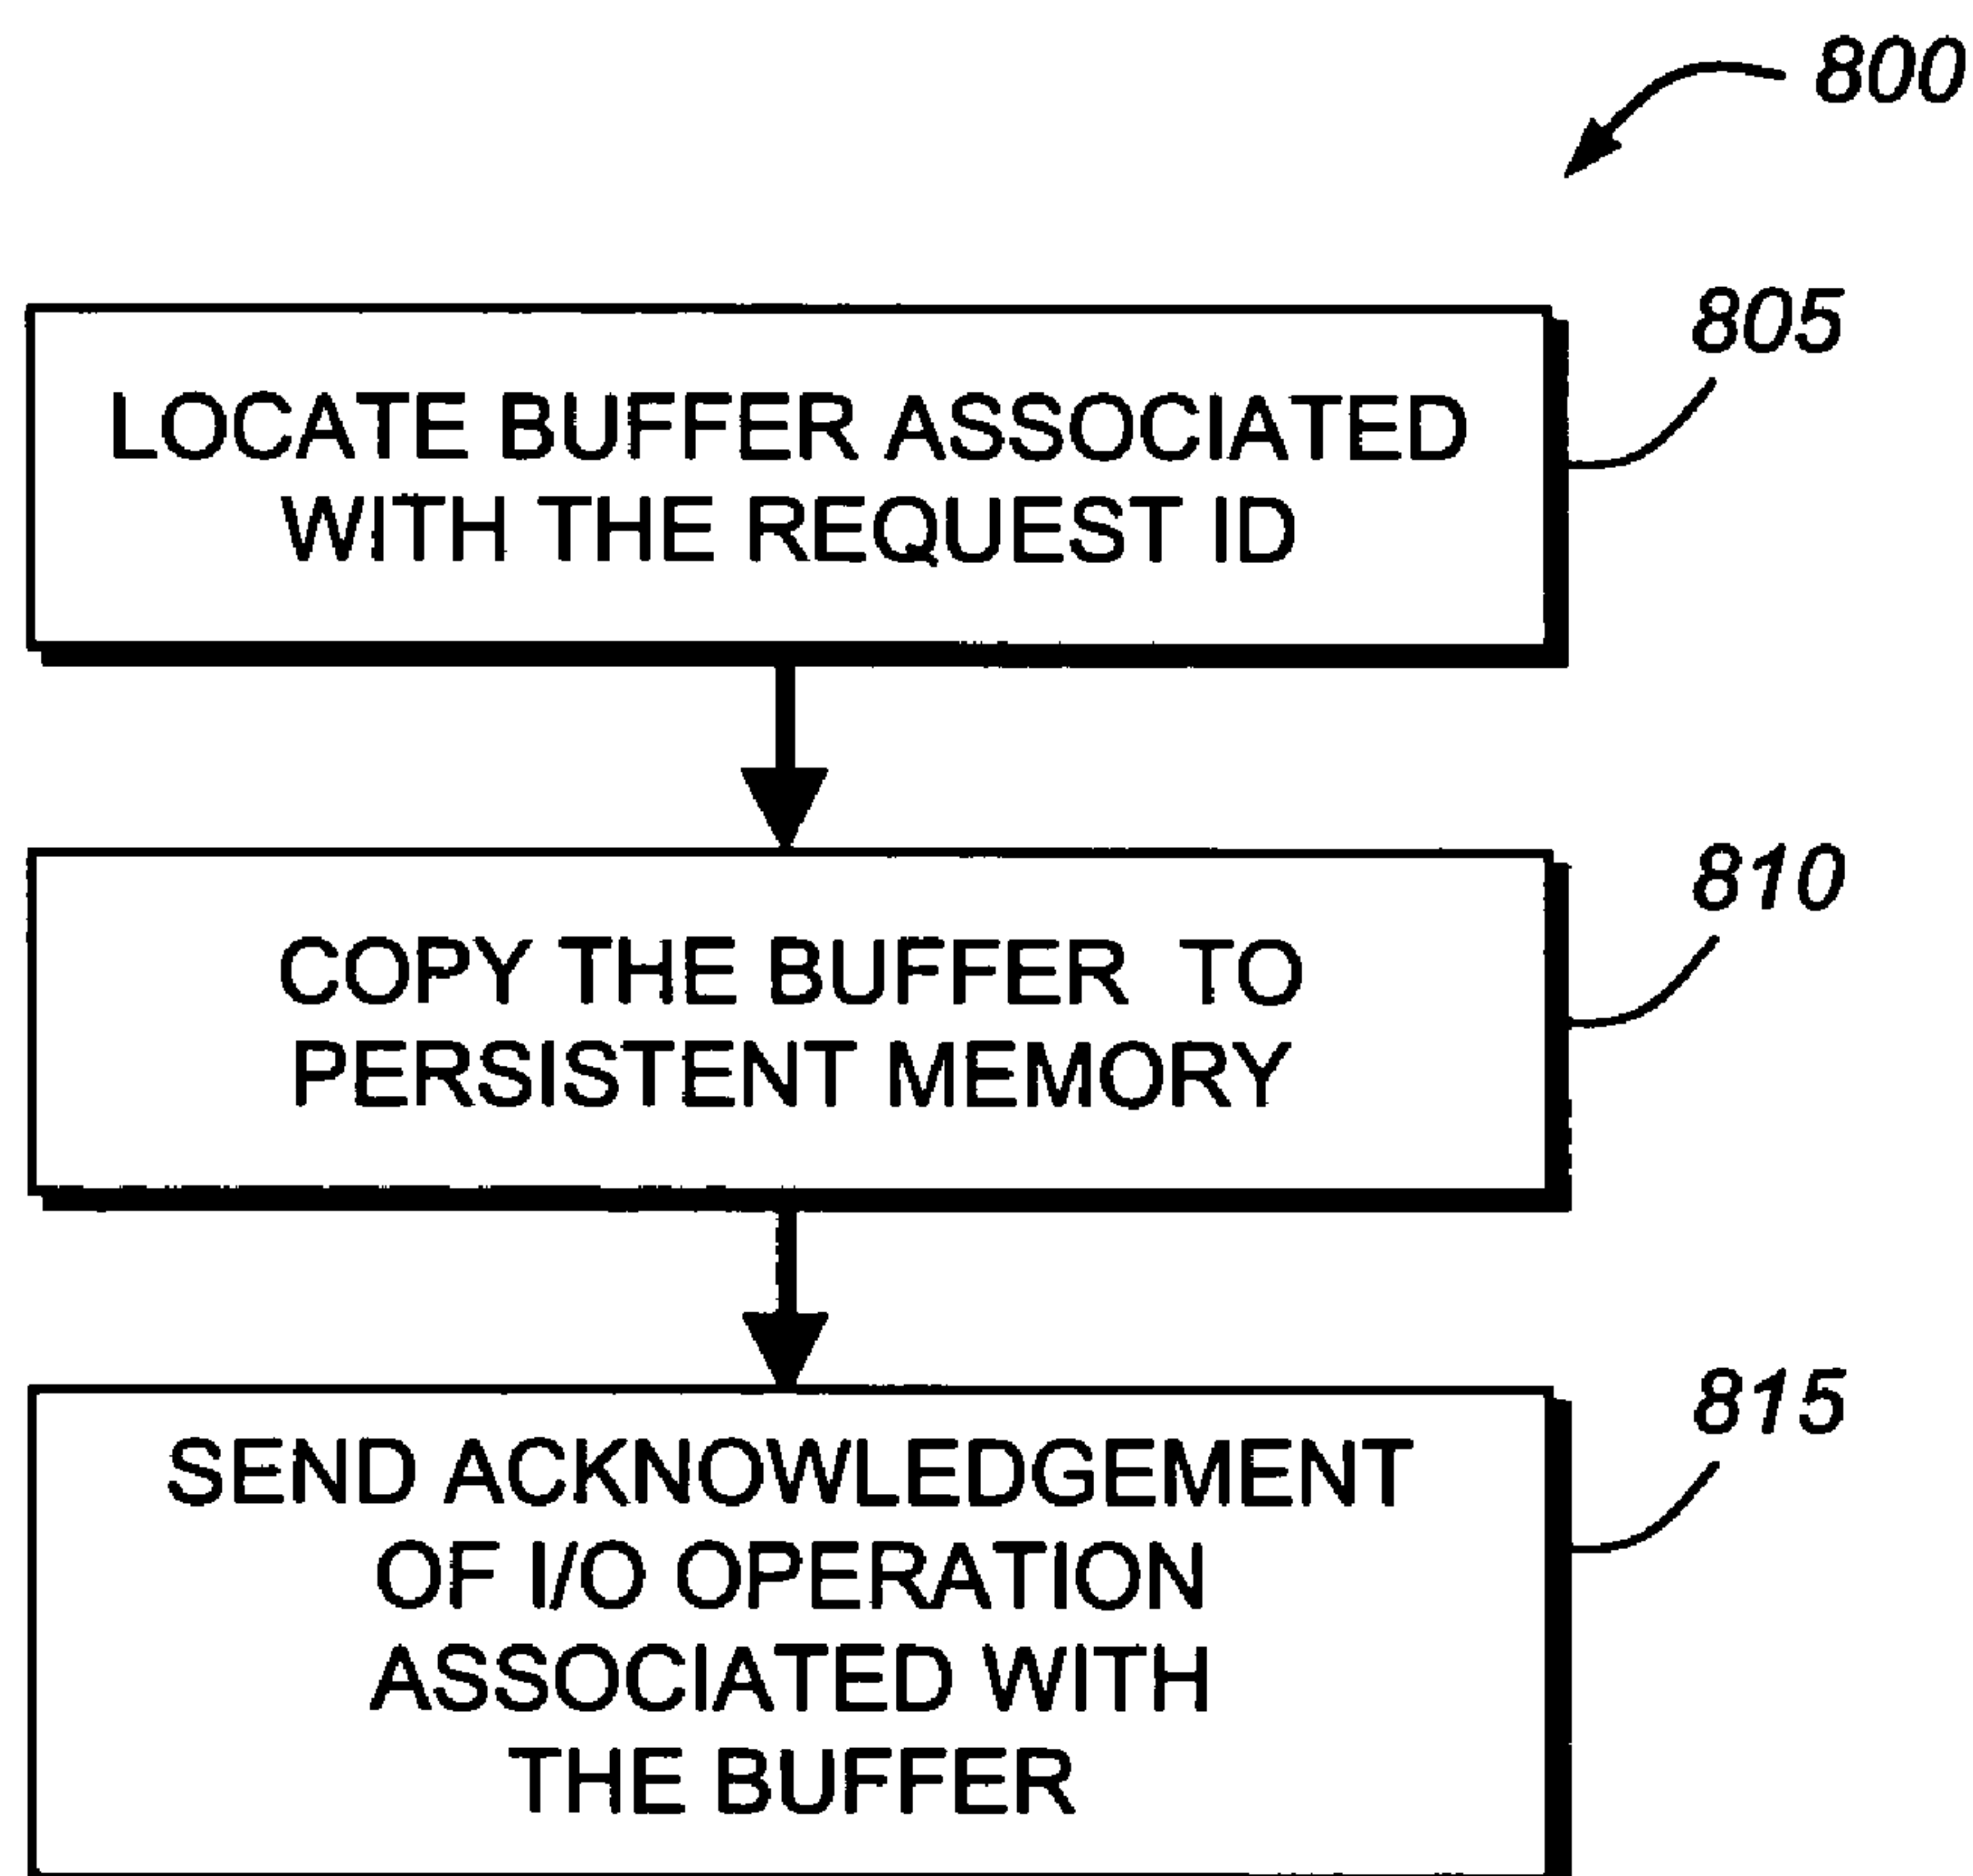 800
805
LOCATE BUFFER ASSOCIATED
WITH THE REQUEST ID
810
COPY THE BUFFER TO
PERSISTENT MEMORY
815
SEND ACKNOWLEDGEMENT
OF I/O OPERATION
ASSOCIATED WITH
THE BUFFER